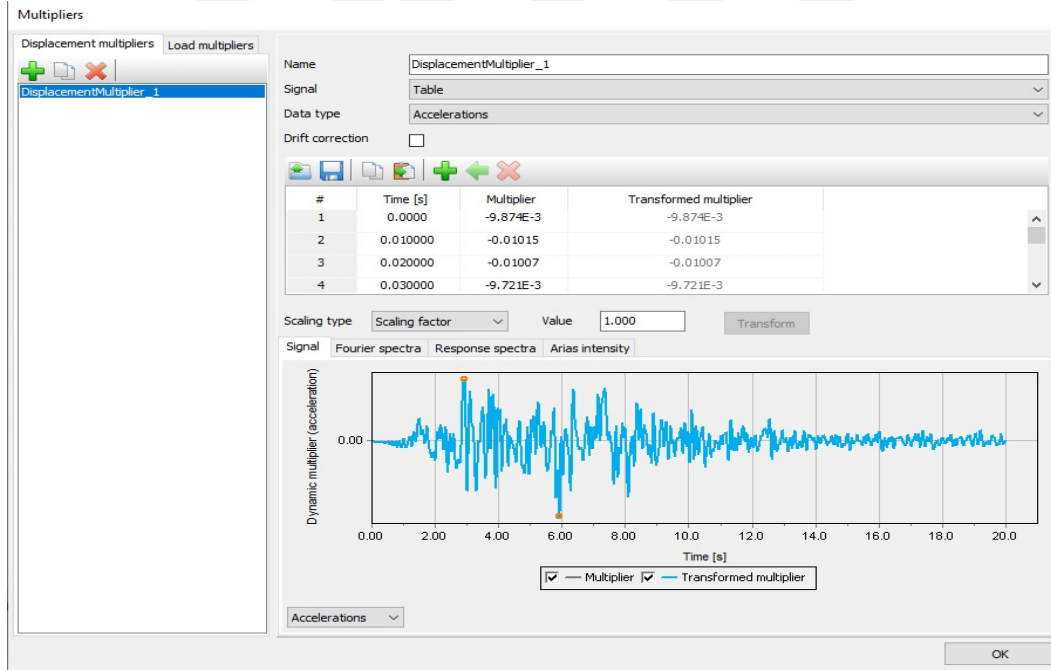 Multipliers
Displacement multipliers Load multipliers
DisplacementMultiplier_1
Name DisplacementMultiplier_1
Signal Table
Data type Accelerations
Drift correction
# Time [s] Multiplier Transformed multiplier
1 0.0000 -9.874E-3 -9.874E-3
2 0.010000 -0.01015 -0.01015
3 0.020000 -0.01007 -0.01007
4 0.030000 -9.721E-3 -9.721E-3
Scaling type Scaling factor Value 1.000 Transform
Signal Fourier spectra Response spectra Arias intensity
Dynamic multiplier (acceleration)
0.00
0.00 2.00 4.00 6.00 8.00 10.0 12.0 14.0 16.0 18.0 20.0
Time [s]
Multiplier Transformed multiplier
Accelerations
OK